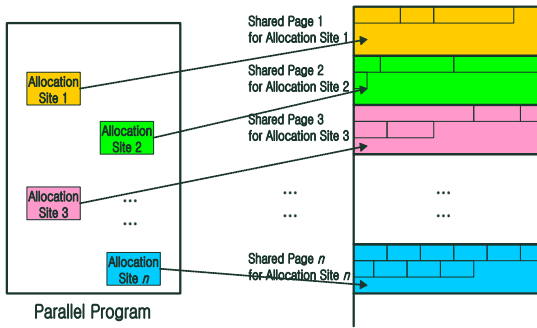 Shared Page 1
for Allocation Site 1
Allocation
Site 1
Shared Page 2
for Allocation Site 2
Allocation
Site 2
Shared Page 3
for Allocation Site 3
Allocation
Site 3
...
...
...
...
...
...
Allocation
Site n
Shared Page n
for Allocation Site n
Parallel Program